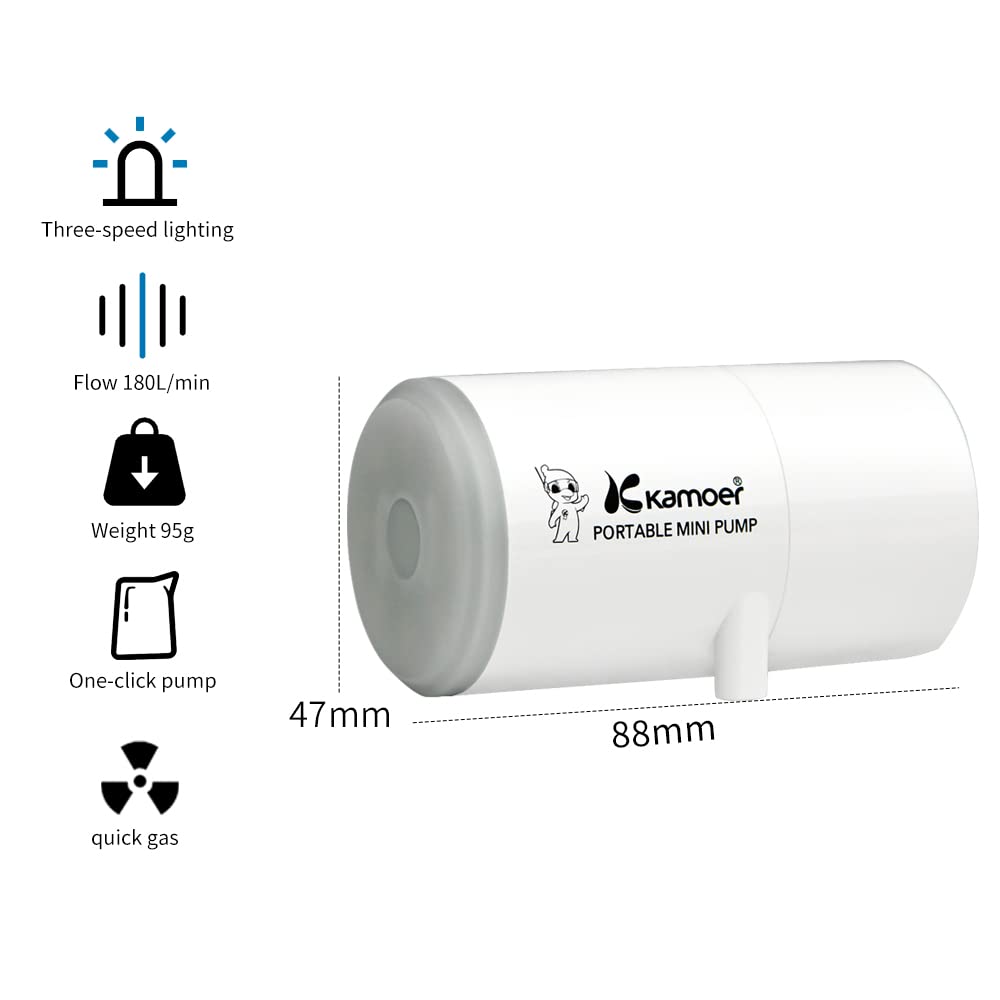 Three-speed lighting
Flow 180L/min
Weight 95g
One-click pump
quick gas
Kamoer®
PORTABLE MINI PUMP
47mm
88mm